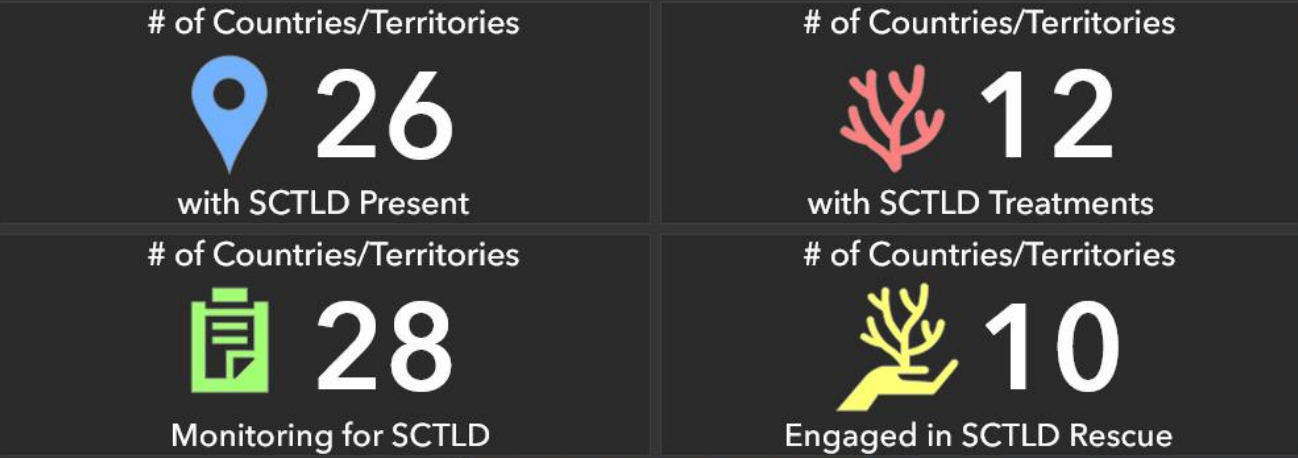 # of Countries/Territories
26
with SCTLD Present
# of Countries/Territories
12
with SCTLD Treatments
# of Countries/Territories
28
Monitoring for SCTLD
# of Countries/Territories
10
Engaged in SCTLD Rescue